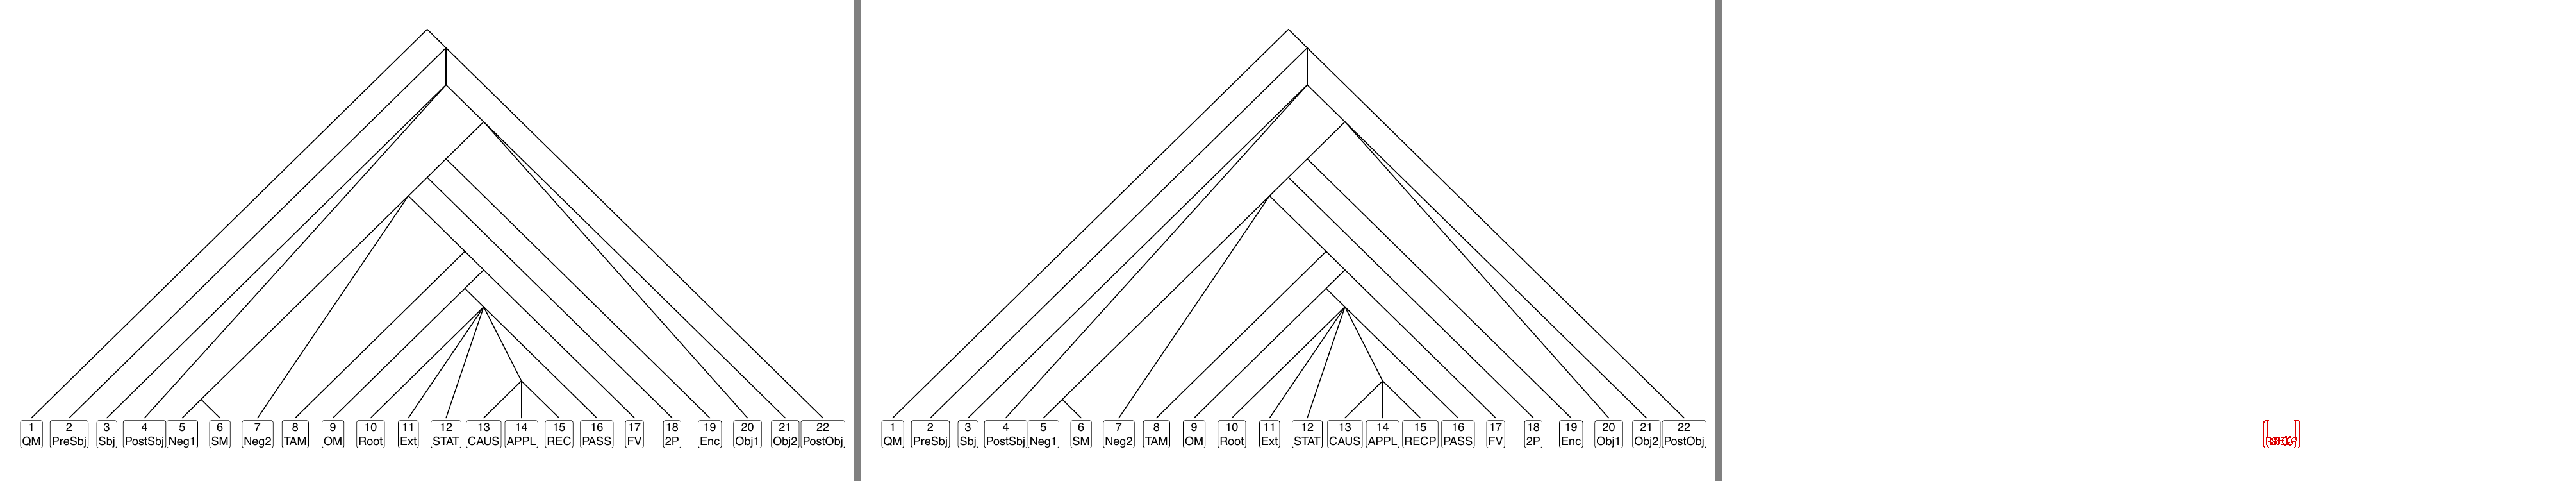 1 2 3 4 5 6 7 8 9 10 11 12 13 14 15 16 17 18 19 20 21 22
QM PreSbj Sbj PostSbj Neg1 SM Neg2 TAM OM Root Ext STAT CAUS APPL REC PASS FV 2P Enc Obj1 Obj2 PostObj
1 2 3 4 5 6 7 8 9 10 11 12 13 14 15 16 17 18 19 20 21 22
QM PreSbj Sbj PostSbj Neg1 SM Neg2 TAM OM Root Ext STAT CAUS APPL RECP PASS FV 2P Enc Obj1 Obj2 PostObj